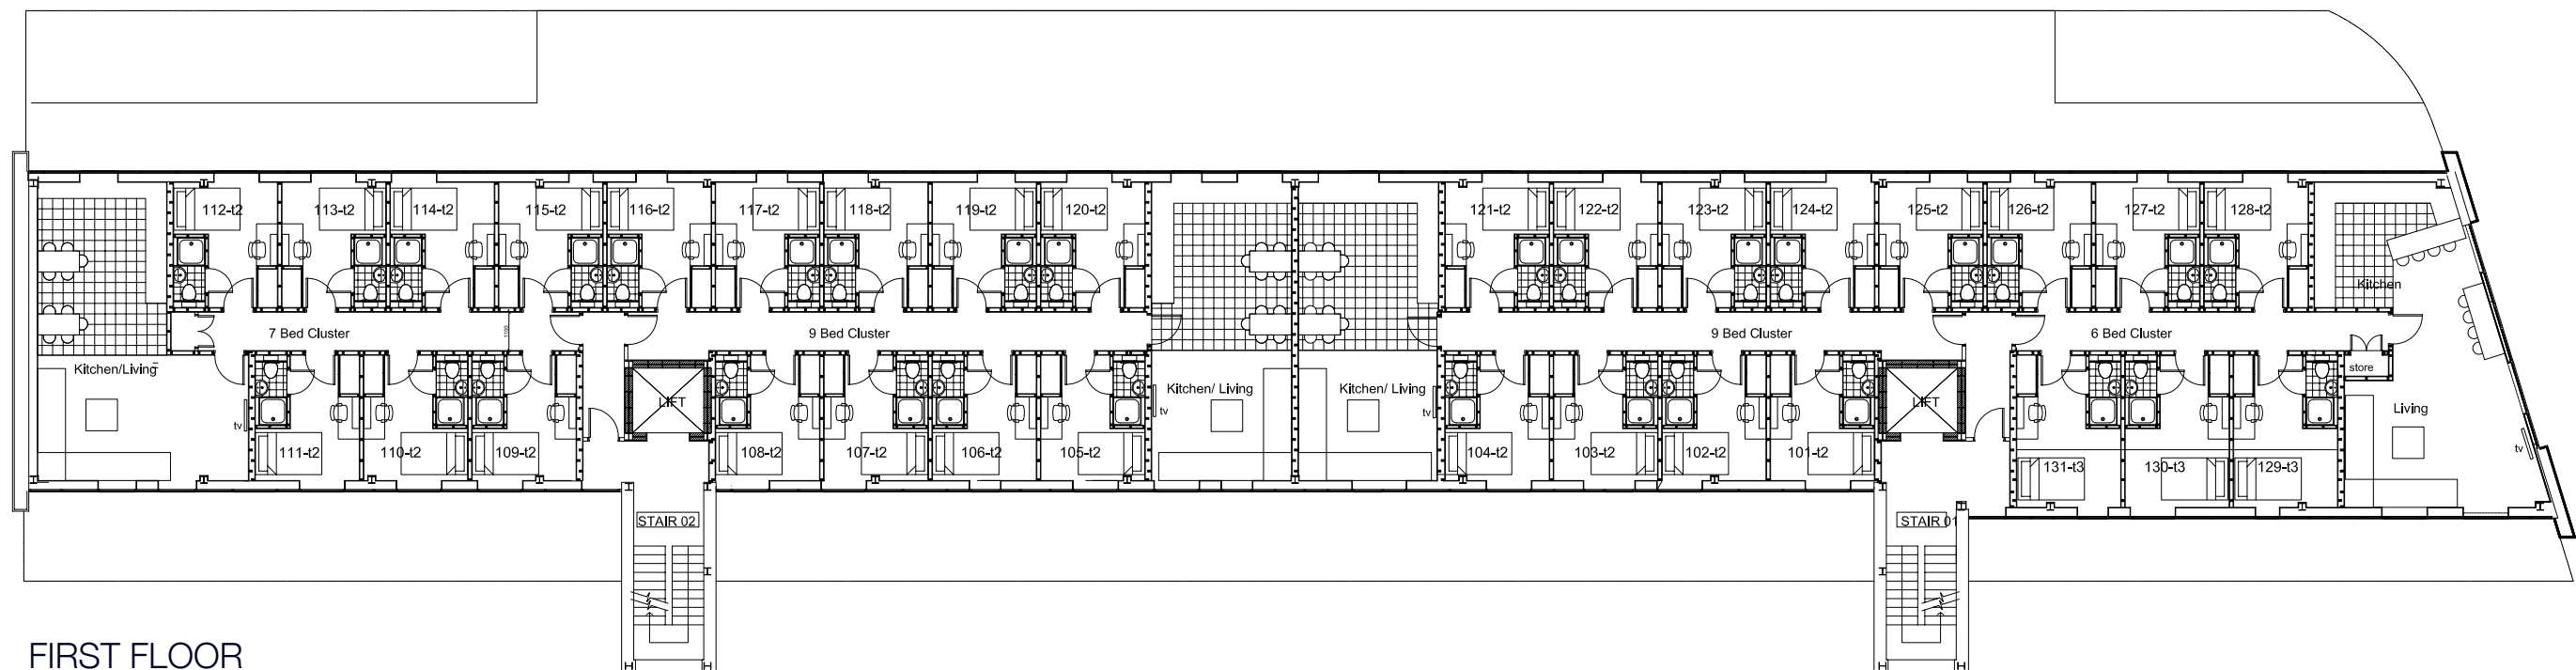 112-t2 113-t2 114-t2 115-t2 116-t2 117-t2 118-t2 119-t2 120-t2 121-t2 122-t2 123-t2 124-t2 125-t2 126-t2 127-t2 128-t2
Kitchen
7 Bed Cluster 9 Bed Cluster 9 Bed Cluster 6 Bed Cluster
Kitchen/Living
store
Kitchen/ Living Kitchen/ Living
LIFT LIFT
Living
tv tv tv tv
111-t2 110-t2 109-t2 108-t2 107-t2 106-t2 105-t2 104-t2 103-t2 102-t2 101-t2
131-t3 130-t3 129-t3
STAIR 02 STAIR 01
FIRST FLOOR